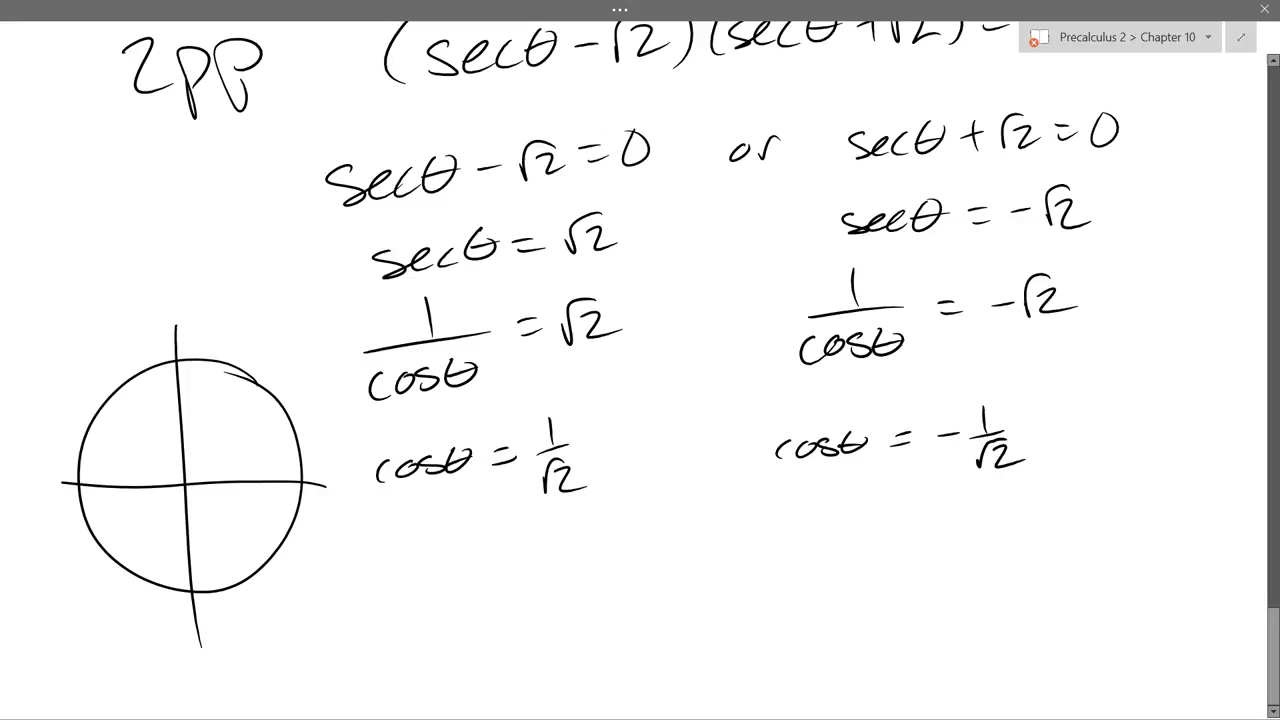 Precalculus 2 > Chapter 10
ZPP (secθ - √2)(secθ + √2) =
secθ - √2 = 0 or secθ + √2 = 0
secθ = √2 secθ = -√2
1/cosθ = √2 1/cosθ = -√2
cosθ = 1/√2 cosθ = -1/√2